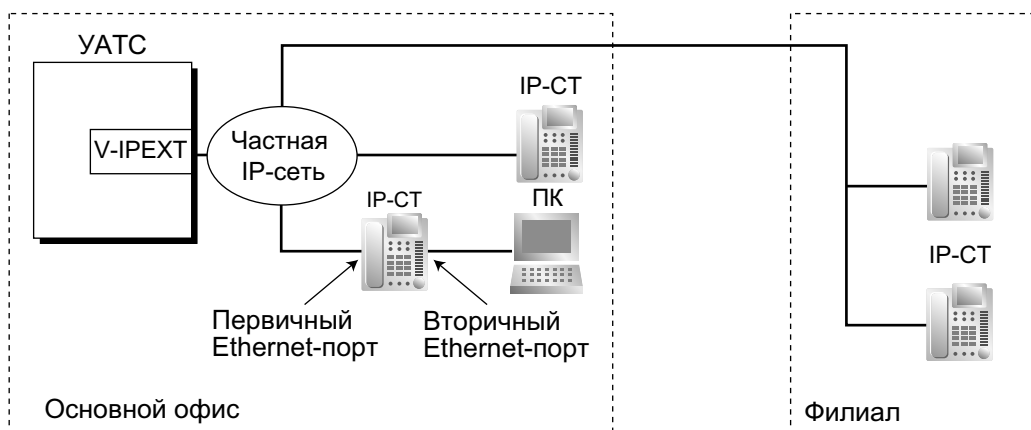 УАТС
V-IPEXT
Частная
IP-сеть
IP-СТ
IP-СТ
ПК
Первичный
Ethernet-порт
Вторичный
Ethernet-порт
Основной офис
IP-СТ
Филиал